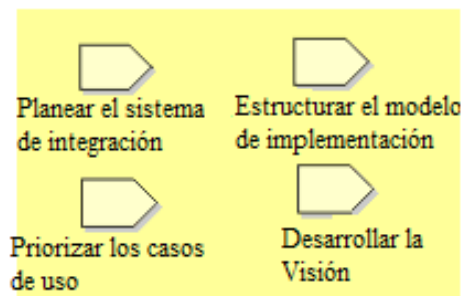 Planear el sistema
de integración
Estructurar el modelo
de implementación
Priorizar los casos
de uso
Desarrollar la
Visión